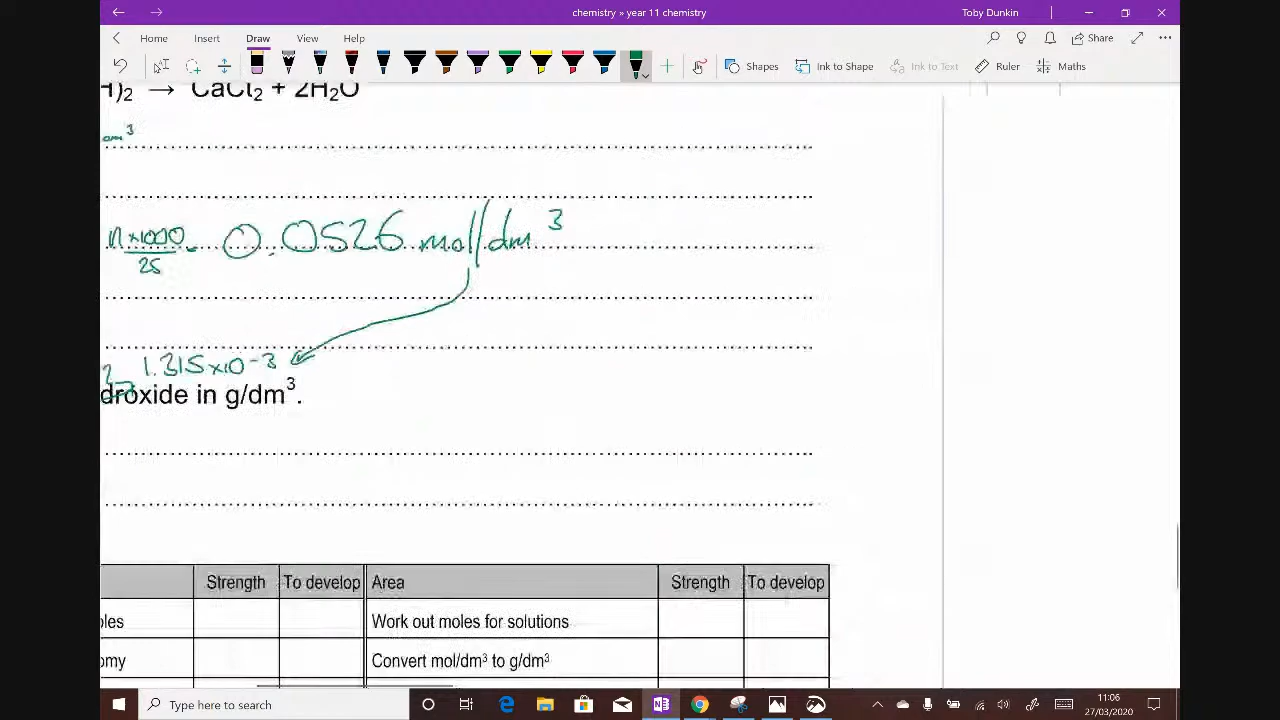 chemistry » year 11 chemistry
Toby Dunkin
Home Insert Draw View Help
Share
Shapes Ink to Shape Ink to Text Ruler Maths
H)₂ → CaCl₂ + 2H₂O
cm³
n×1000
25
= 0.0526 mol/dm³
1.315×10-3
droxide in g/dm³.
Strength To develop Area Strength To develop
oles Work out moles for solutions
omy Convert mol/dm³ to g/dm³
Type here to search
11:06
27/03/2020